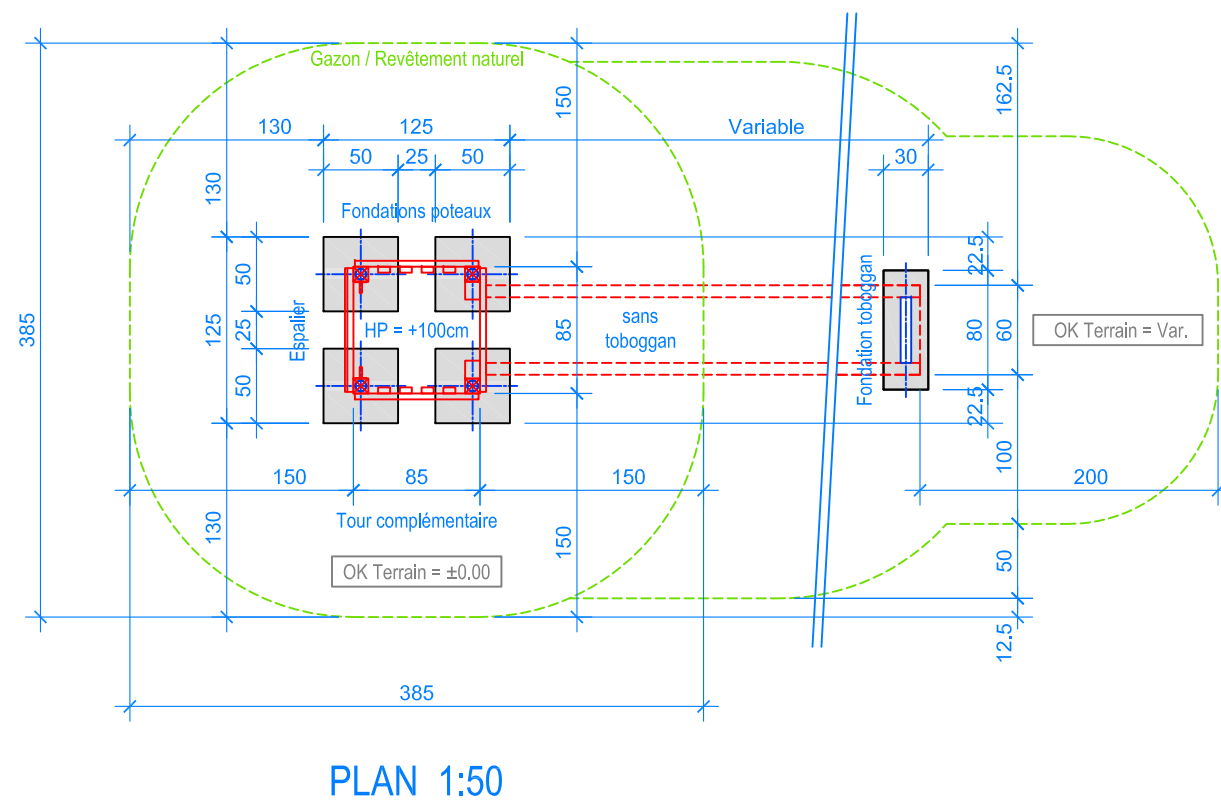 Gazon / Revêtement naturel
150
162.5
130
125
Variable
50
25
50
30
130
Fondations poteaux
22.5
50
Fondation toboggan
385
125
25
Espalier
HP = +100cm
85
sans
toboggan
80
60
OK Terrain = Var.
50
22.5
100
150
85
150
200
Tour complémentaire
130
150
OK Terrain = ±0.00
50
12.5
385
PLAN 1:50